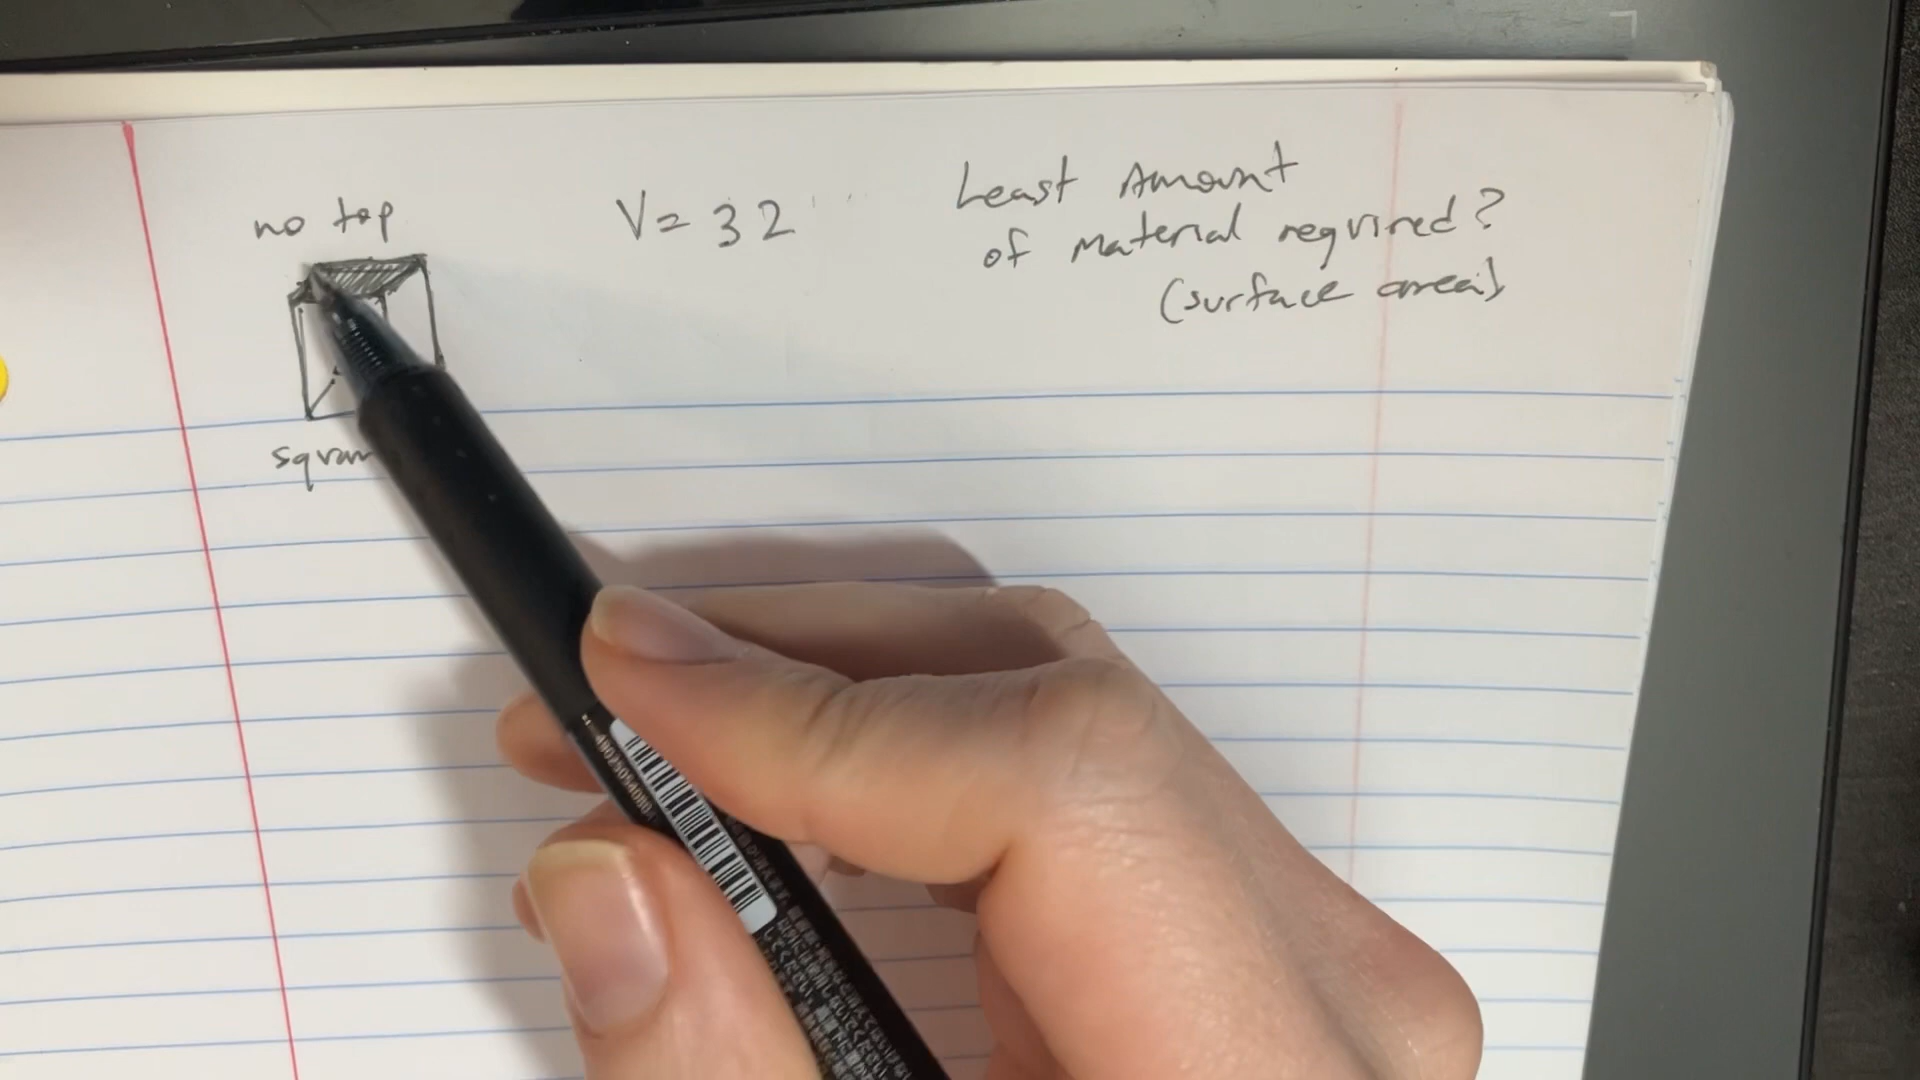 no top
V= 32
Least Amount
of material required?
(surface area)